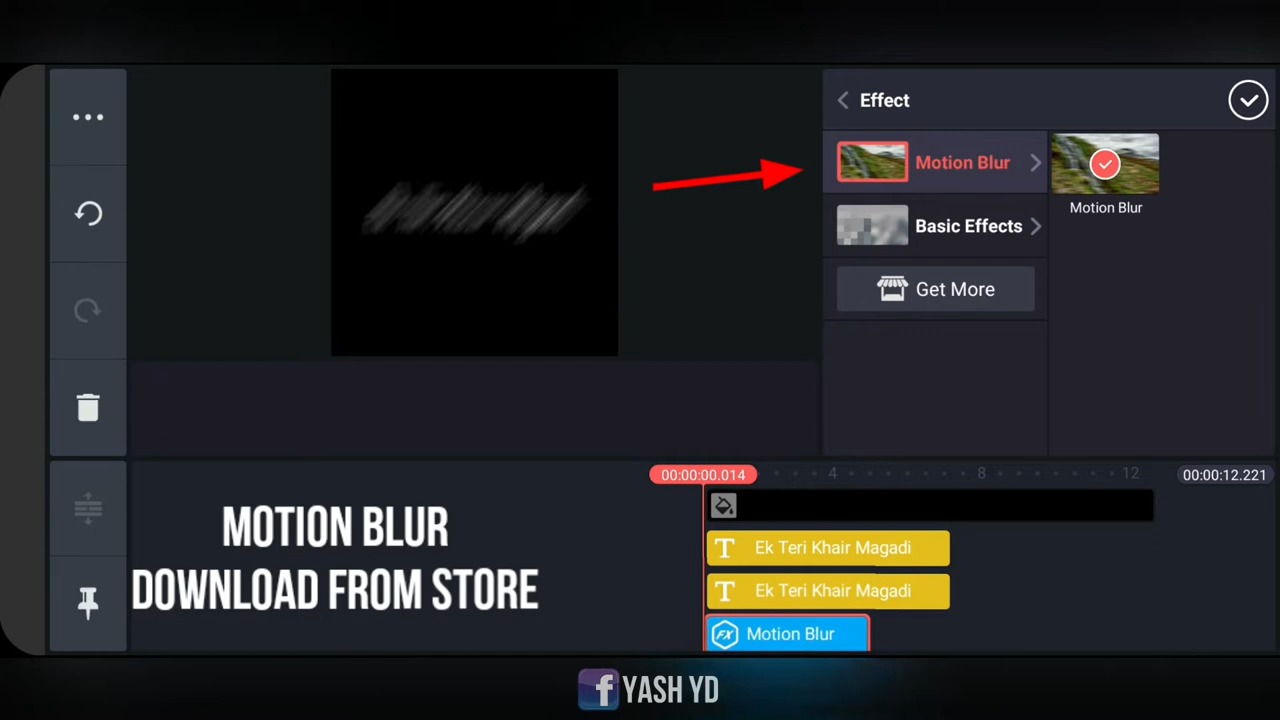 Effect
Motion Blur
Motion Blur
Basic Effects
Get More
00:00:00.014
4
8
12
00:00:12.221
MOTION BLUR
DOWNLOAD FROM STORE
T Ek Teri Khair Magadi
T Ek Teri Khair Magadi
FX Motion Blur
f YASH YD